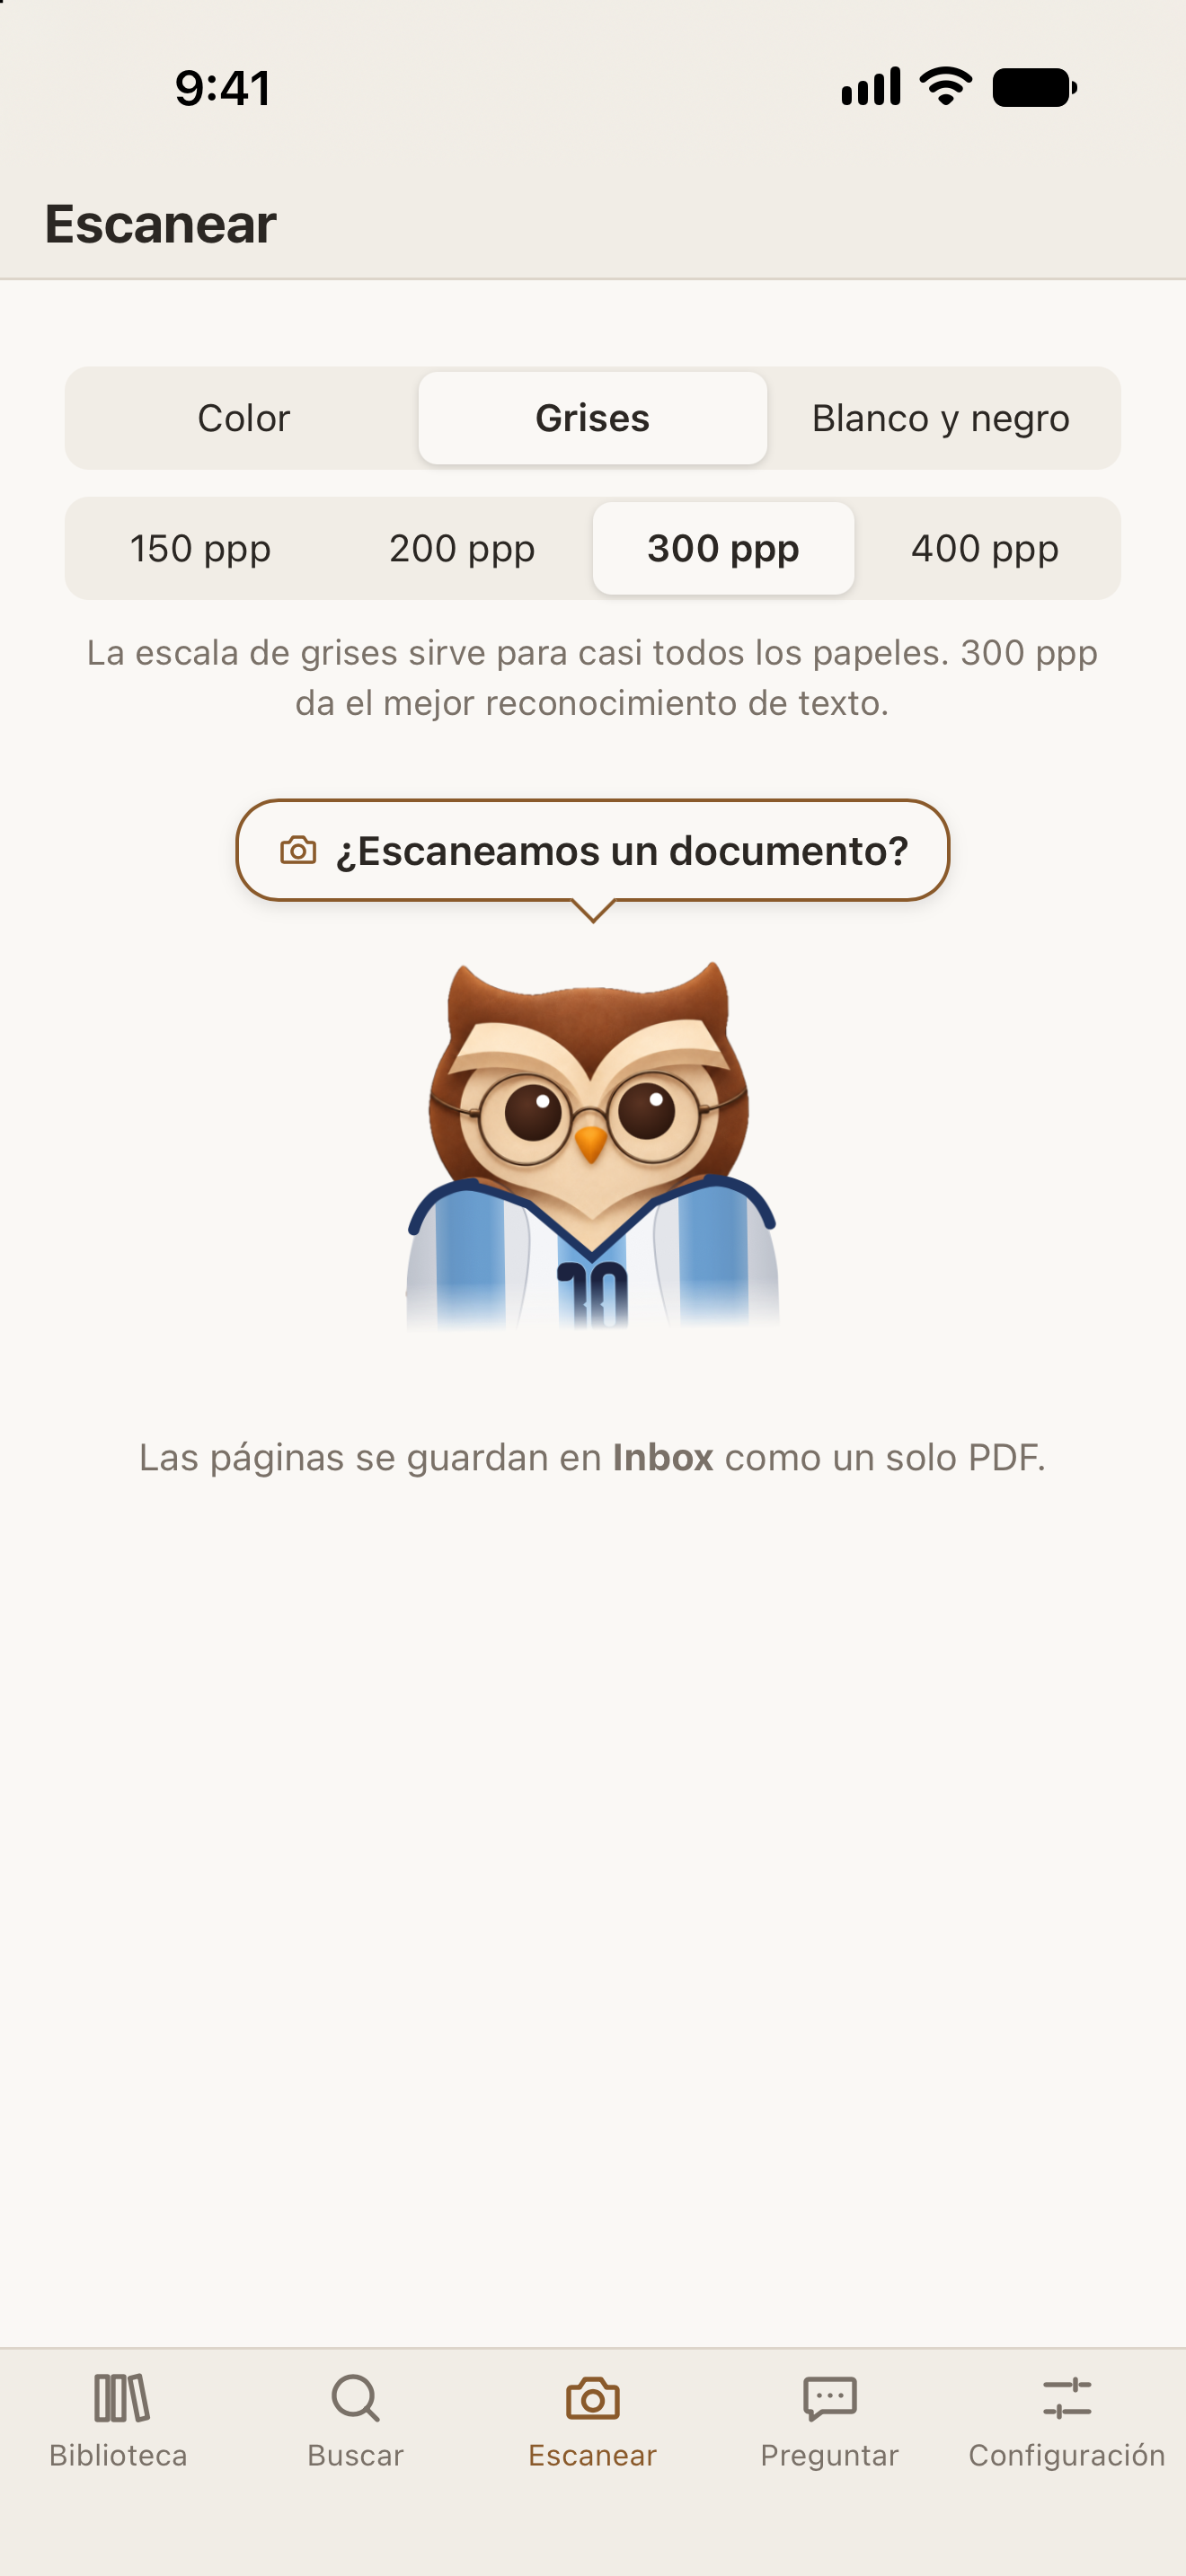 9:41
Escanear
Color Grises Blanco y negro
150 ppp 200 ppp 300 ppp 400 ppp
La escala de grises sirve para casi todos los papeles. 300 ppp
da el mejor reconocimiento de texto.
¿Escaneamos un documento?
10
Las páginas se guardan en Inbox como un solo PDF.
Biblioteca Buscar Escanear Preguntar Configuración